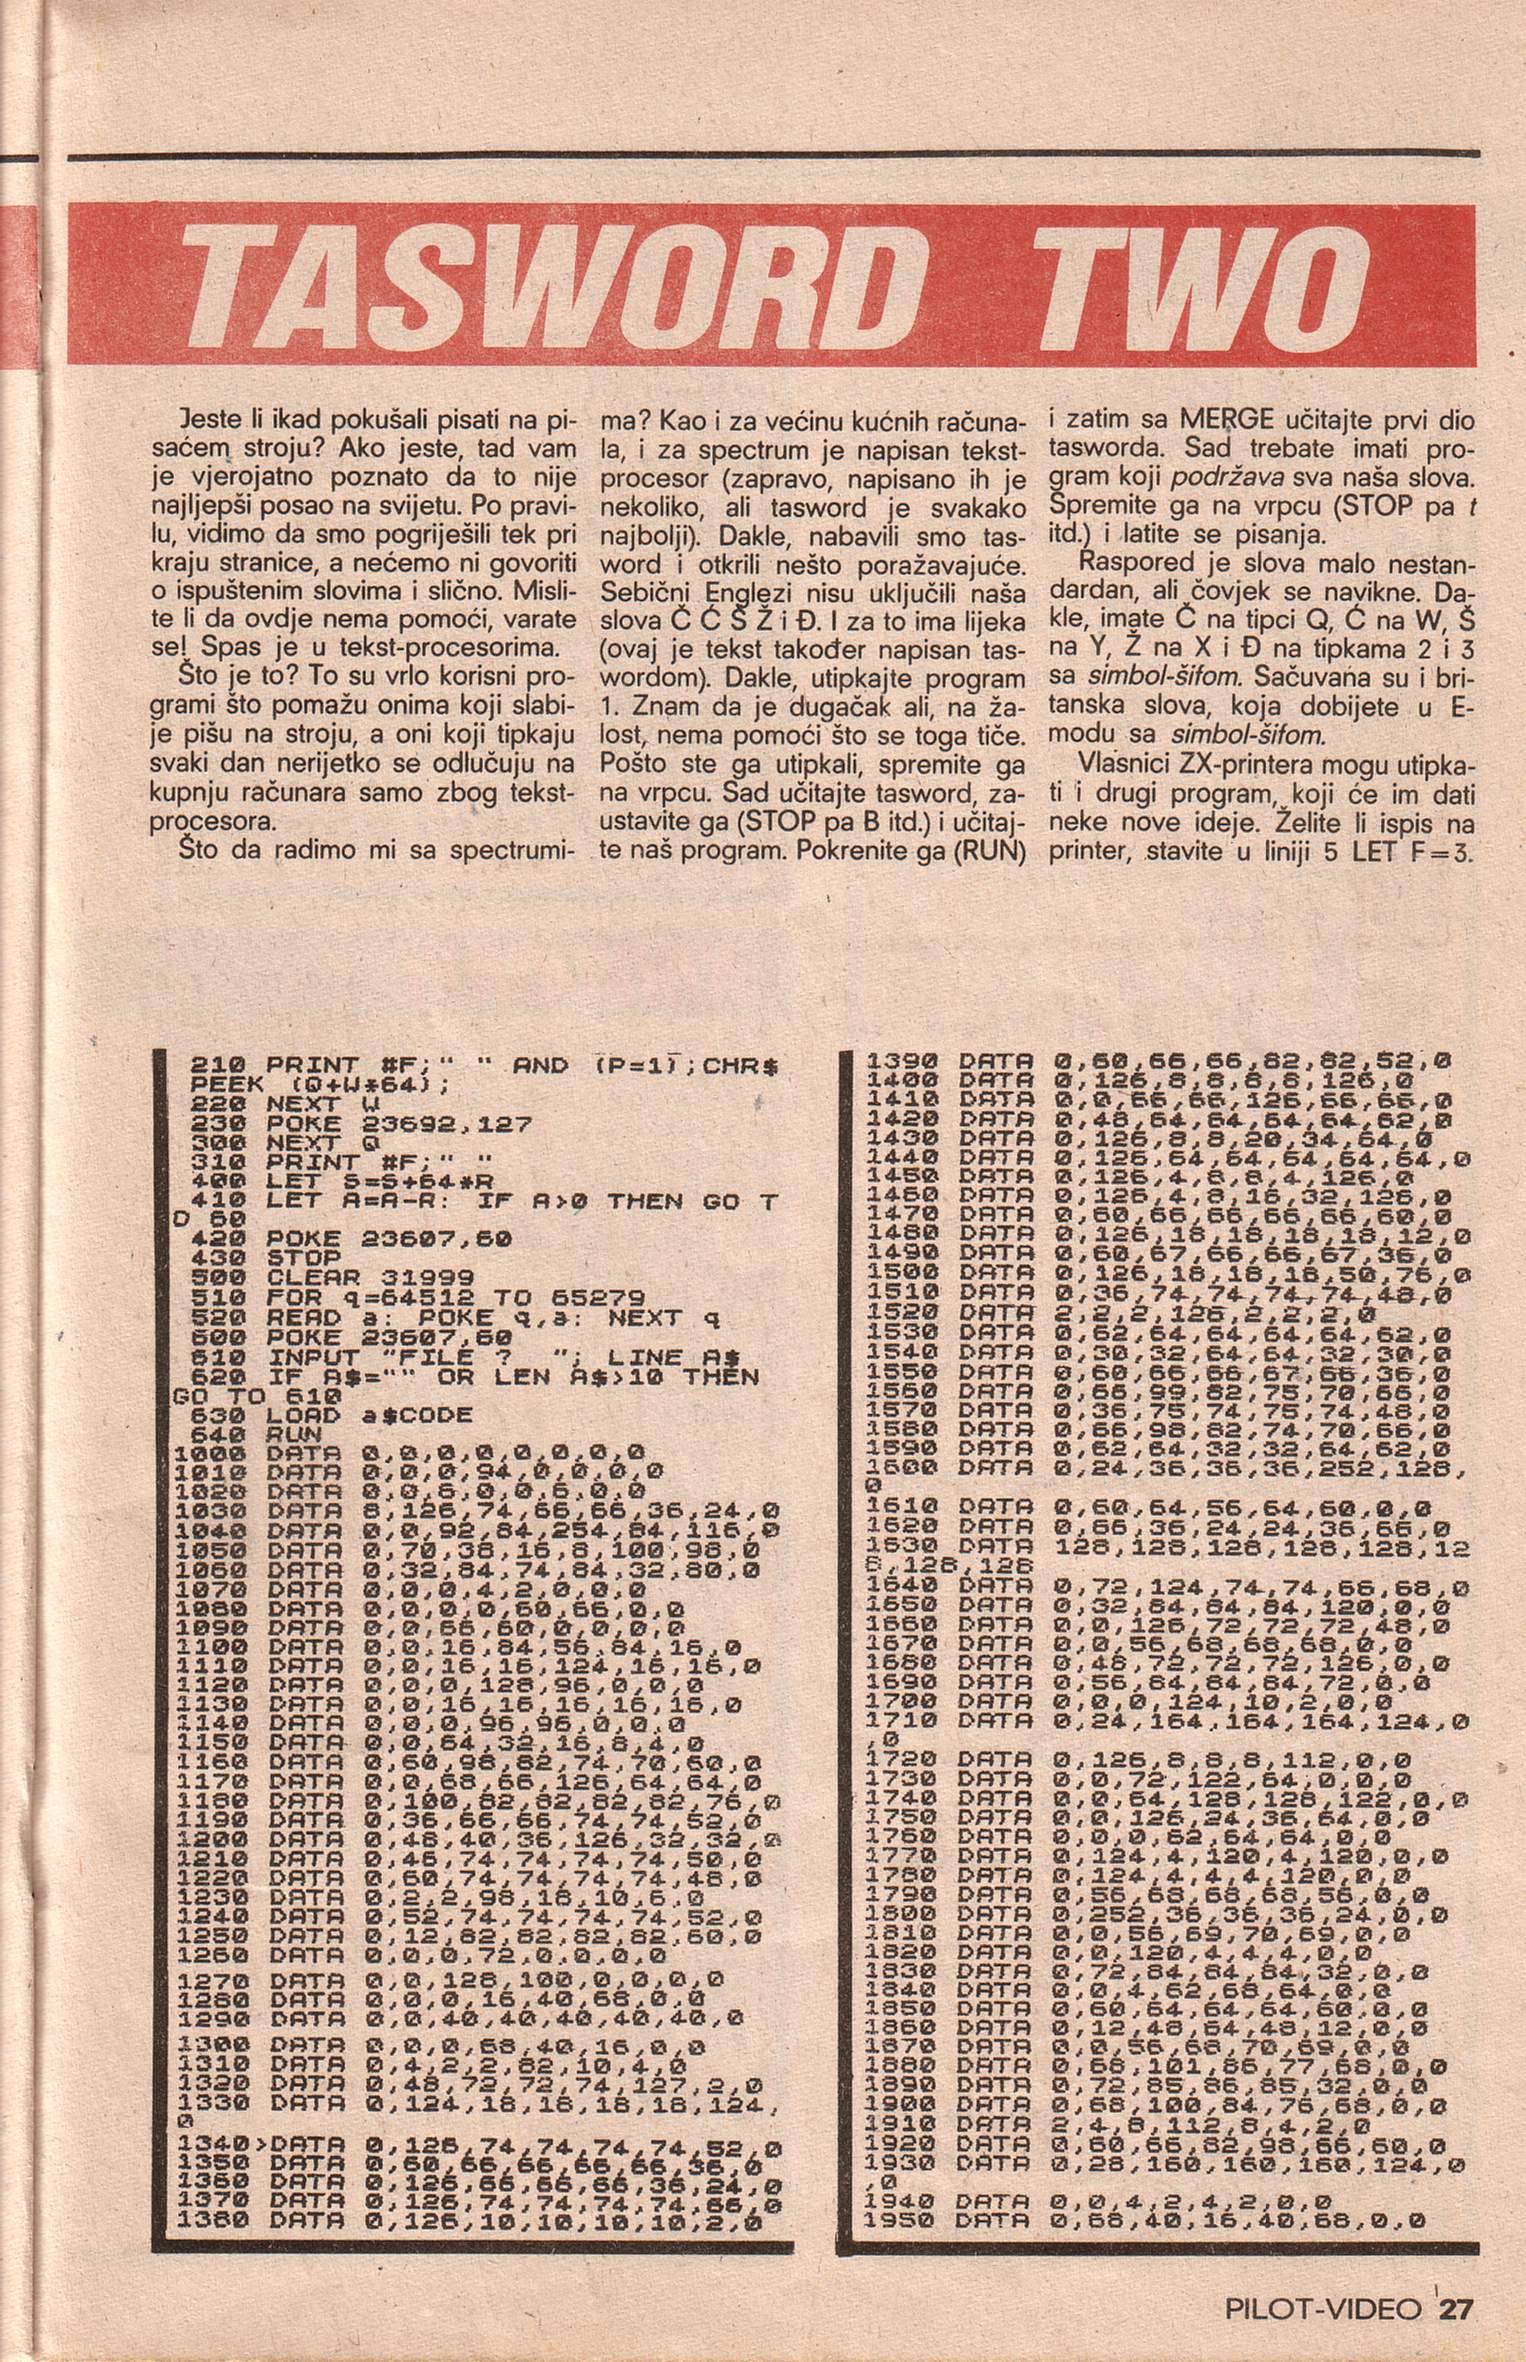 TASWORD TWO
Jeste li ikad pokušali pisati na pi-
saćem stroju? Ako jeste, tad vam
je vjerojatno poznato da to nije
najljepši posao na svijetu. Po pravi-
lu, vidimo da smo pogriješili tek pri
kraju stranice, a nećemo ni govoriti
o ispuštenim slovima i slično. Misli-
te li da ovdje nema pomoći, varate
se! Spas je u tekst-procesorima.
Što je to? To su vrlo korisni pro-
grami što pomažu onima koji slabi-
je pišu na stroju, a oni koji tipkaju
svaki dan nerijetko se odlučuju na
kupnju računara samo zbog tekst-
procesora.
Što da radimo mi sa spectrumi-
ma? Kao i za većinu kućnih računa-
la, i za spectrum je napisan tekst-
procesor (zapravo, napisano ih je
nekoliko, ali tasword je svakako
najbolji). Dakle, nabavili smo tas-
word i otkrili nešto poražavajuće.
Sebični Englezi nisu uključili naša
slova Č Ć Š Ž i Đ. I za to ima lijeka
(ovaj je tekst također napisan tas-
wordom). Dakle, utipkajte program
1. Znam da je dugačak ali, na ža-
lost, nema pomoći što se toga tiče.
Pošto ste ga utipkali, spremite ga
na vrpcu. Sad učitajte tasword, za-
ustavite ga (STOP pa B itd.) i učitaj-
te naš program. Pokrenite ga (RUN)
i zatim sa MERGE učitajte prvi dio
tasworda. Sad trebate imati pro-
gram koji podržava sva naša slova.
Spremite ga na vrpcu (STOP pa t
itd.) i latite se pisanja.
Raspored je slova malo nestan-
dardan, ali čovjek se navikne. Da-
kle, imate Č na tipci Q, Ć na W, Š
na Y, Ž na X i Đ na tipkama 2 i 3
sa simbol-šifom. Sačuvana su i bri-
tanska slova, koja dobijete u E-
modu sa simbol-šifom.
Vlasnici ZX-printera mogu utipka-
ti i drugi program, koji će im dati
neke nove ideje. Želite li ispis na
printer, stavite u liniji 5 LET F=3.
210 PRINT #F;" " AND (P=1);CHR$
PEEK (Q+W*64);
220 NEXT W
230 POKE 23692,127
300 NEXT Q
310 PRINT #F;" "
400 LET S=S+64*R
410 LET A=A-R: IF A>0 THEN GO T
O 60
420 POKE 23607,60
430 STOP
500 CLEAR 31999
510 FOR q=64512 TO 65279
520 READ a: POKE q,a: NEXT q
600 POKE 23607,60
610 INPUT "FILE ?  "; LINE A$
620 IF A$="" OR LEN A$>10 THEN
GO TO 610
630 LOAD a$CODE
640 RUN
1000 DATA 0,0,0,0,0,0,0,0
1010 DATA 0,0,0,94,0,0,0,0
1020 DATA 0,0,6,0,0,6,0,0
1030 DATA 8,126,74,66,66,36,24,0
1040 DATA 0,0,92,84,254,84,116,0
1050 DATA 0,70,38,16,8,100,98,0
1060 DATA 0,32,84,74,84,32,80,0
1070 DATA 0,0,0,4,2,0,0,0
1080 DATA 0,0,0,0,60,66,0,0
1090 DATA 0,0,66,60,0,0,0,0
1100 DATA 0,0,16,84,56,84,16,0
1110 DATA 0,0,16,16,124,16,16,0
1120 DATA 0,0,0,128,96,0,0,0
1130 DATA 0,0,16,16,16,16,16,0
1140 DATA 0,0,0,96,96,0,0,0
1150 DATA 0,0,64,32,16,8,4,0
1160 DATA 0,60,98,82,74,70,60,0
1170 DATA 0,0,68,66,126,64,64,0
1180 DATA 0,100,82,82,82,82,76,0
1190 DATA 0,36,66,66,74,74,52,0
1200 DATA 0,48,40,36,126,32,32,0
1210 DATA 0,46,74,74,74,74,50,0
1220 DATA 0,60,74,74,74,74,48,0
1230 DATA 0,2,2,98,18,10,6,0
1240 DATA 0,52,74,74,74,74,52,0
1250 DATA 0,12,82,82,82,82,60,0
1260 DATA 0,0,0,72,0,0,0,0
1270 DATA 0,0,128,100,0,0,0,0
1280 DATA 0,0,0,16,40,68,0,0
1290 DATA 0,0,40,40,40,40,40,0
1300 DATA 0,0,0,68,40,16,0,0
1310 DATA 0,4,2,2,82,10,4,0
1320 DATA 0,48,72,72,74,127,2,0
1330 DATA 0,124,18,18,18,18,124,
0
1340>DATA 0,126,74,74,74,74,52,0
1350 DATA 0,60,66,66,66,66,36,0
1360 DATA 0,126,66,66,66,36,24,0
1370 DATA 0,126,74,74,74,74,66,0
1380 DATA 0,126,10,10,10,10,2,0
1390 DATA 0,60,66,66,82,82,52,0
1400 DATA 0,126,8,8,8,8,126,0
1410 DATA 0,0,66,66,126,66,66,0
1420 DATA 0,48,64,64,64,64,62,0
1430 DATA 0,126,8,8,20,34,64,0
1440 DATA 0,126,64,64,64,64,64,0
1450 DATA 0,126,4,8,8,4,126,0
1460 DATA 0,126,4,8,16,32,126,0
1470 DATA 0,60,66,66,66,66,60,0
1480 DATA 0,126,18,18,18,18,12,0
1490 DATA 0,60,67,66,66,67,36,0
1500 DATA 0,126,18,18,18,50,76,0
1510 DATA 0,36,74,74,74,74,48,0
1520 DATA 2,2,2,126,2,2,2,0
1530 DATA 0,62,64,64,64,64,62,0
1540 DATA 0,30,32,64,64,32,30,0
1550 DATA 0,60,66,66,67,66,36,0
1560 DATA 0,66,99,82,75,70,66,0
1570 DATA 0,36,75,74,75,74,48,0
1580 DATA 0,66,98,82,74,70,66,0
1590 DATA 0,62,64,32,32,64,62,0
1600 DATA 0,24,36,36,36,252,128,
0
1610 DATA 0,60,64,56,64,60,0,0
1620 DATA 0,66,36,24,24,36,66,0
1630 DATA 128,128,128,128,128,12
8,128,128
1640 DATA 0,72,124,74,74,66,68,0
1650 DATA 0,32,84,84,84,120,0,0
1660 DATA 0,0,126,72,72,72,48,0
1670 DATA 0,0,56,68,68,68,0,0
1680 DATA 0,48,72,72,72,126,0,0
1690 DATA 0,56,84,84,84,72,0,0
1700 DATA 0,0,0,124,10,2,0,0
1710 DATA 0,24,164,164,164,124,0
,0
1720 DATA 0,126,8,8,8,112,0,0
1730 DATA 0,0,72,122,64,0,0,0
1740 DATA 0,0,64,128,128,122,0,0
1750 DATA 0,0,126,24,36,64,0,0
1760 DATA 0,0,0,62,64,64,0,0
1770 DATA 0,124,4,120,4,120,0,0
1780 DATA 0,124,4,4,4,120,0,0
1790 DATA 0,56,68,68,68,56,0,0
1800 DATA 0,252,36,36,36,24,0,0
1810 DATA 0,0,56,69,70,69,0,0
1820 DATA 0,0,120,4,4,4,0,0
1830 DATA 0,72,84,84,84,32,0,0
1840 DATA 0,0,4,62,68,64,0,0
1850 DATA 0,60,64,64,64,60,0,0
1860 DATA 0,12,48,64,48,12,0,0
1870 DATA 0,0,56,68,70,69,0,0
1880 DATA 0,68,101,86,77,68,0,0
1890 DATA 0,72,85,86,85,32,0,0
1900 DATA 0,68,100,84,76,68,0,0
1910 DATA 2,4,8,112,8,4,2,0
1920 DATA 0,60,66,82,98,66,60,0
1930 DATA 0,28,160,160,160,124,0
,0
1940 DATA 0,0,4,2,4,2,0,0
1950 DATA 0,68,40,16,40,68,0,0
PILOT-VIDEO 27